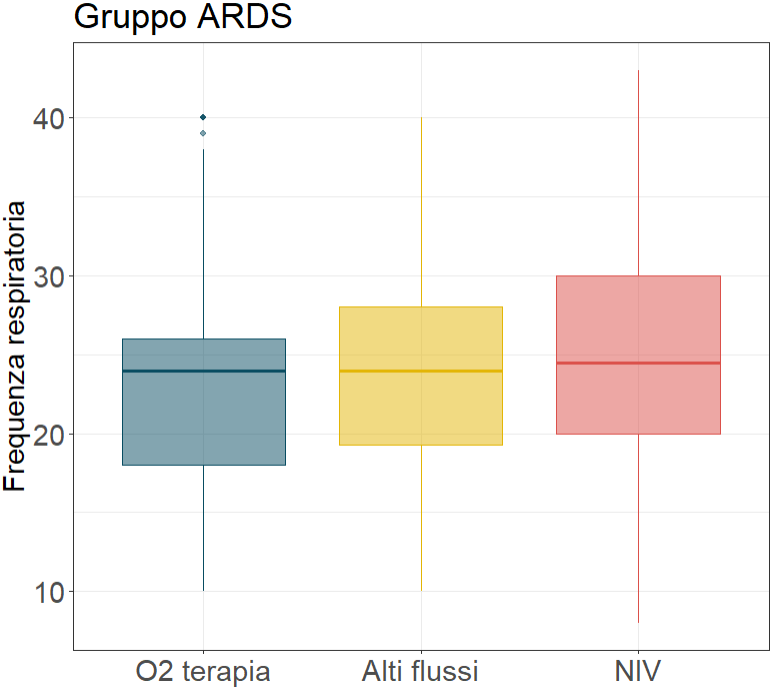 Gruppo ARDS
Frequenza respiratoria
40
30
20
10
O2 terapia
Alti flussi
NIV